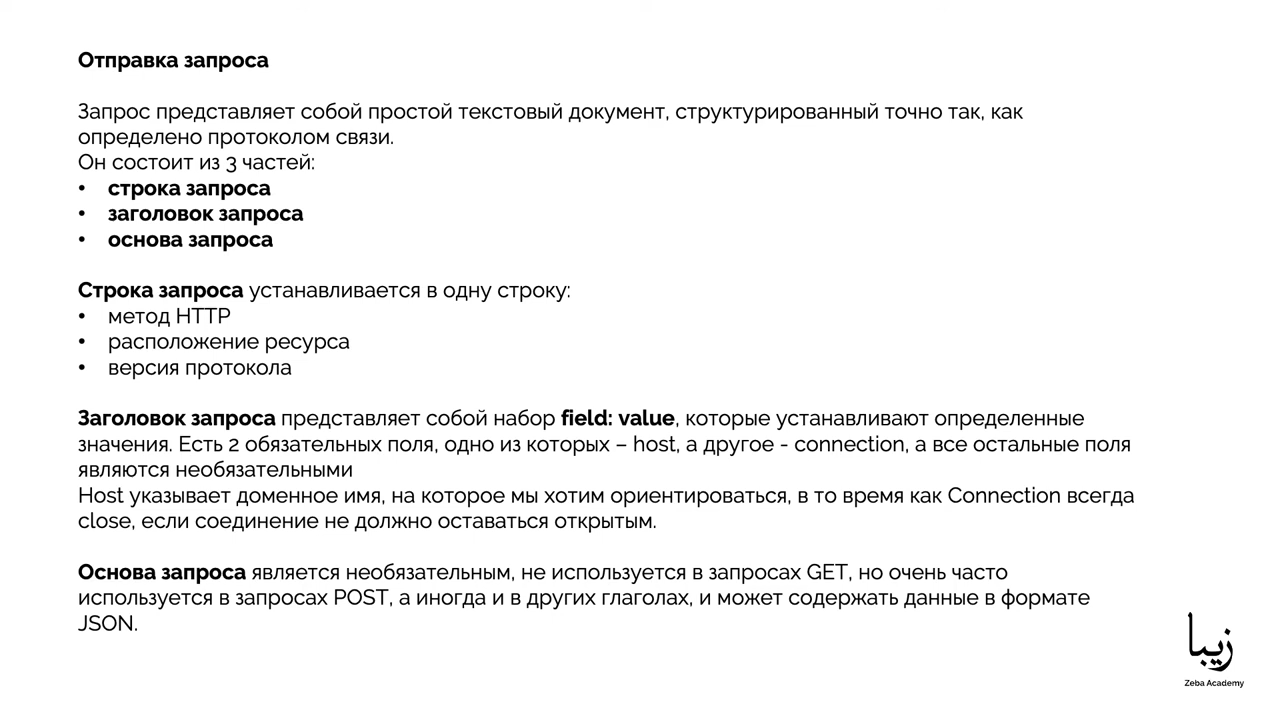 Отправка запроса
Запрос представляет собой простой текстовый документ, структурированный точно так, как
определено протоколом связи.
Он состоит из 3 частей:
• строка запроса
• заголовок запроса
• основа запроса
Строка запроса устанавливается в одну строку:
• метод HTTP
• расположение ресурса
• версия протокола
Заголовок запроса представляет собой набор field: value, которые устанавливают определенные
значения. Есть 2 обязательных поля, одно из которых – host, а другое - connection, а все остальные поля
являются необязательными
Host указывает доменное имя, на которое мы хотим ориентироваться, в то время как Connection всегда
close, если соединение не должно оставаться открытым.
Основа запроса является необязательным, не используется в запросах GET, но очень часто
используется в запросах POST, а иногда и в других глаголах, и может содержать данные в формате
JSON.
زیبا
Zeba Academy